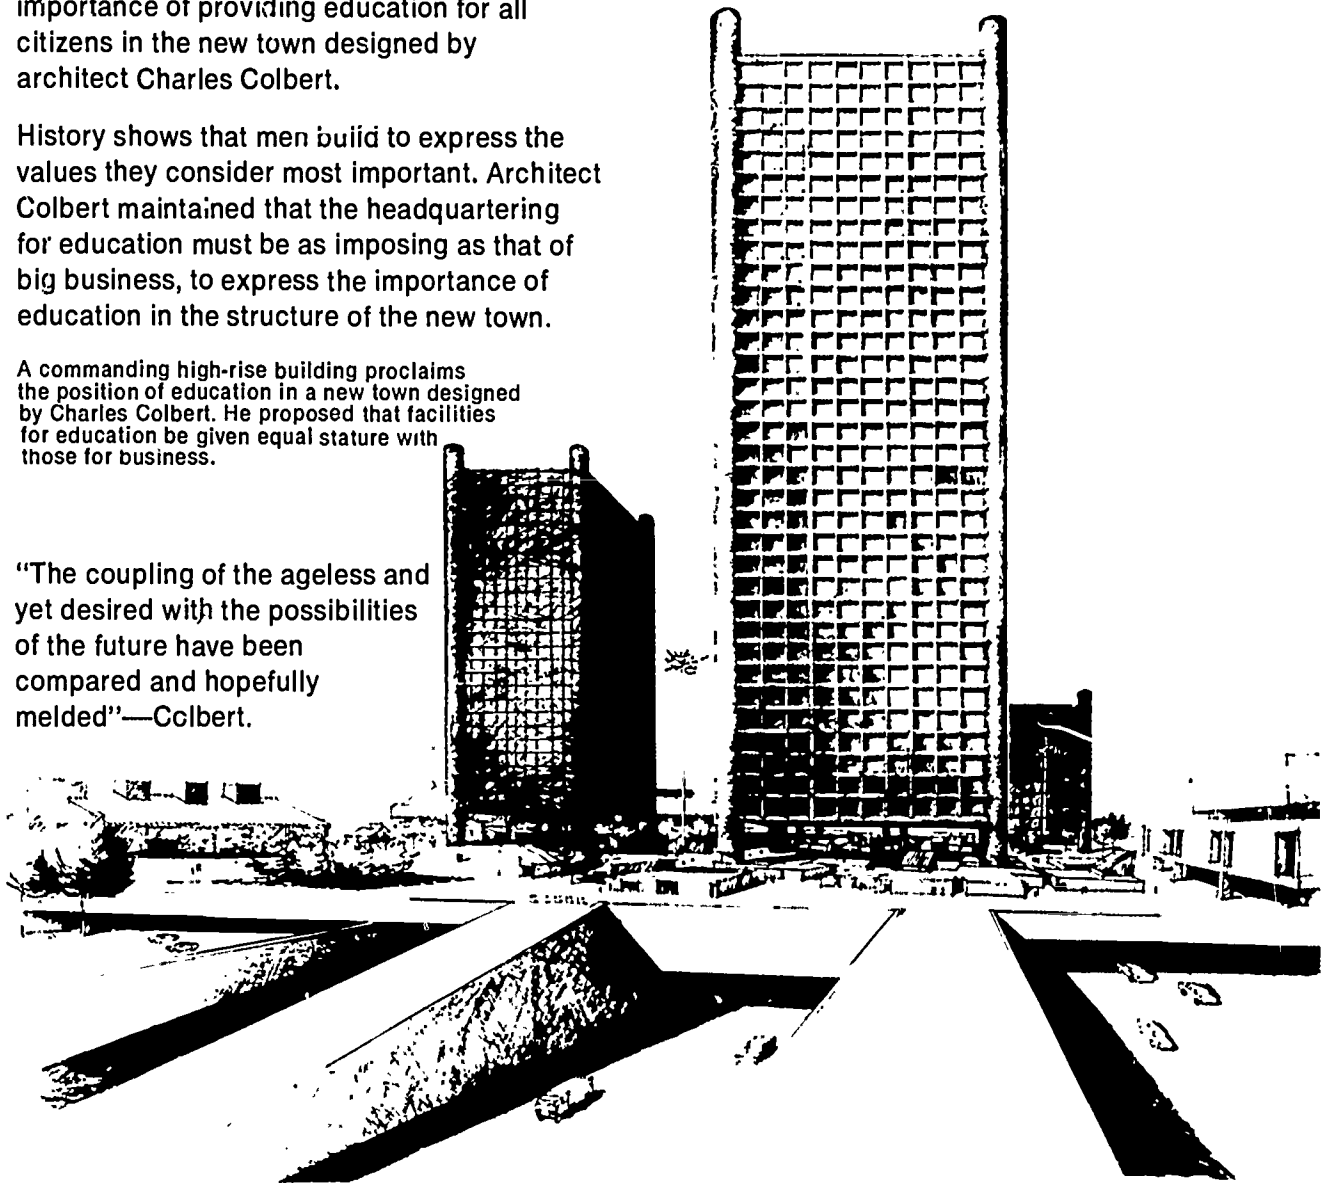 importance of providing education for all
citizens in the new town designed by
architect Charles Colbert.
History shows that men build to express the
values they consider most important. Architect
Colbert maintained that the headquartering
for education must be as imposing as that of
big business, to express the importance of
education in the structure of the new town.
A commanding high-rise building proclaims
the position of education in a new town designed
by Charles Colbert. He proposed that facilities
for education be given equal stature with
those for business.
"The coupling of the ageless and
yet desired with the possibilities
of the future have been
compared and hopefully
melded"—Colbert.